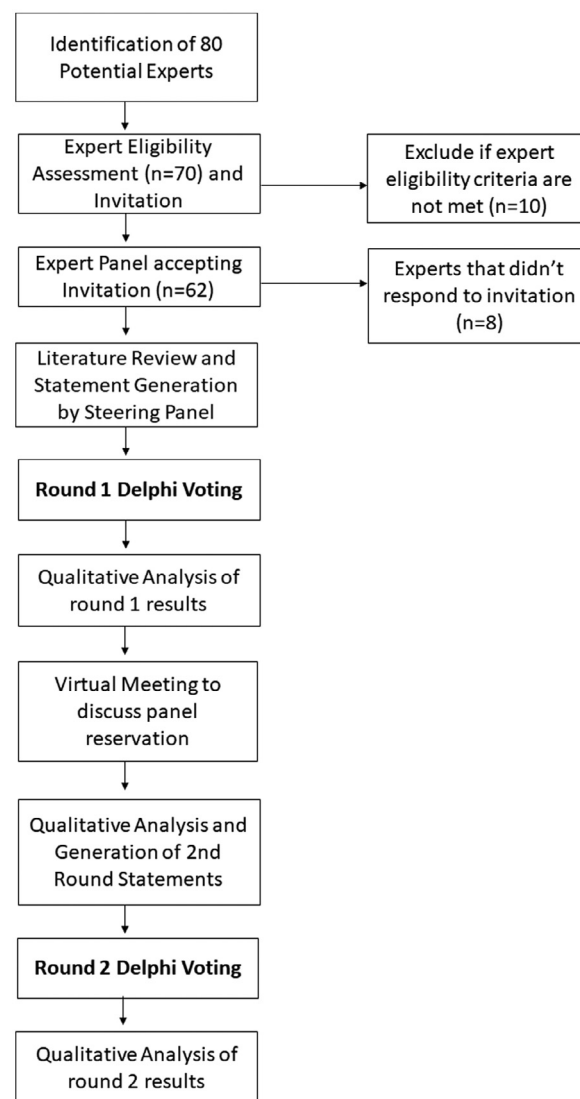 Identification of 80
Potential Experts
Expert Eligibility
Assessment (n=70) and
Invitation
Exclude if expert
eligibility criteria are
not met (n=10)
Expert Panel accepting
Invitation (n=62)
Experts that didn’t
respond to invitation
(n=8)
Literature Review and
Statement Generation
by Steering Panel
Round 1 Delphi Voting
Qualitative Analysis of
round 1 results
Virtual Meeting to
discuss panel
reservation
Qualitative Analysis and
Generation of 2nd
Round Statements
Round 2 Delphi Voting
Qualitative Analysis of
round 2 results